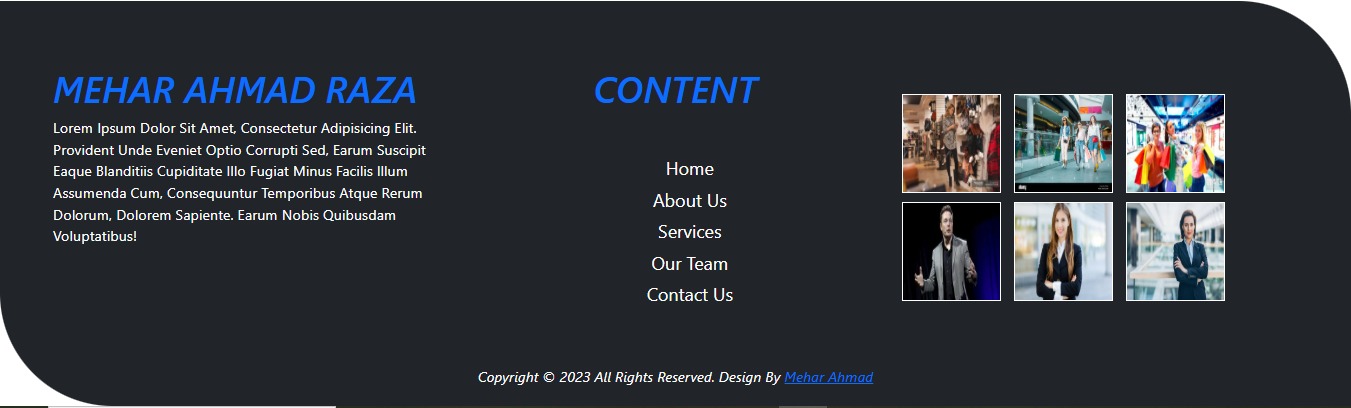 MEHAR AHMAD RAZA
Lorem Ipsum Dolor Sit Amet, Consectetur Adipisicing Elit.
Provident Unde Eveniet Optio Corrupti Sed, Earum Suscipit
Eaque Blanditiis Cupiditate Illo Fugiat Minus Facilis Illum
Assumenda Cum, Consequuntur Temporibus Atque Rerum
Dolorum, Dolorem Sapiente. Earum Nobis Quibusdam
Voluptatibus!
CONTENT
Home
About Us
Services
Our Team
Contact Us
Copyright © 2023 All Rights Reserved. Design By Mehar Ahmad